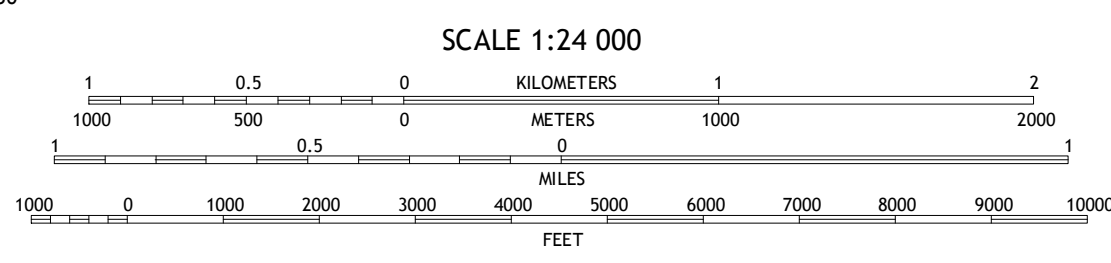 SCALE 1:24 000
1 0.5 0 KILOMETERS 1 2
1000 500 0 METERS 1000 2000
1 0.5 0 1
MILES
1000 0 1000 2000 3000 4000 5000 6000 7000 8000 9000 10000
FEET